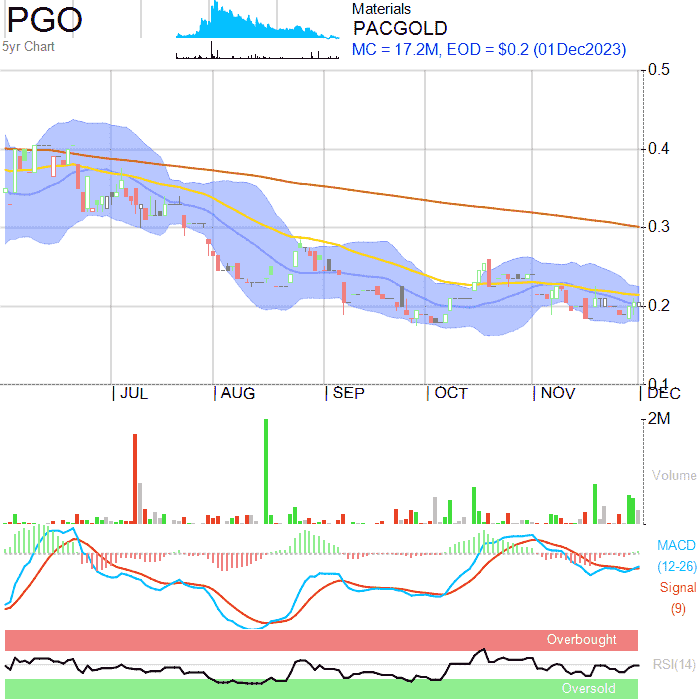 PGO
5yr Chart
Materials
PACGOLD
MC = 17.2M, EOD = $0.2 (01Dec2023)
0.5
0.4
0.3
0.2
0.1
JUL AUG SEP OCT NOV DEC
2M
Volume
MACD
(12-26)
Signal
(9)
Overbought
RSI(14)
Oversold